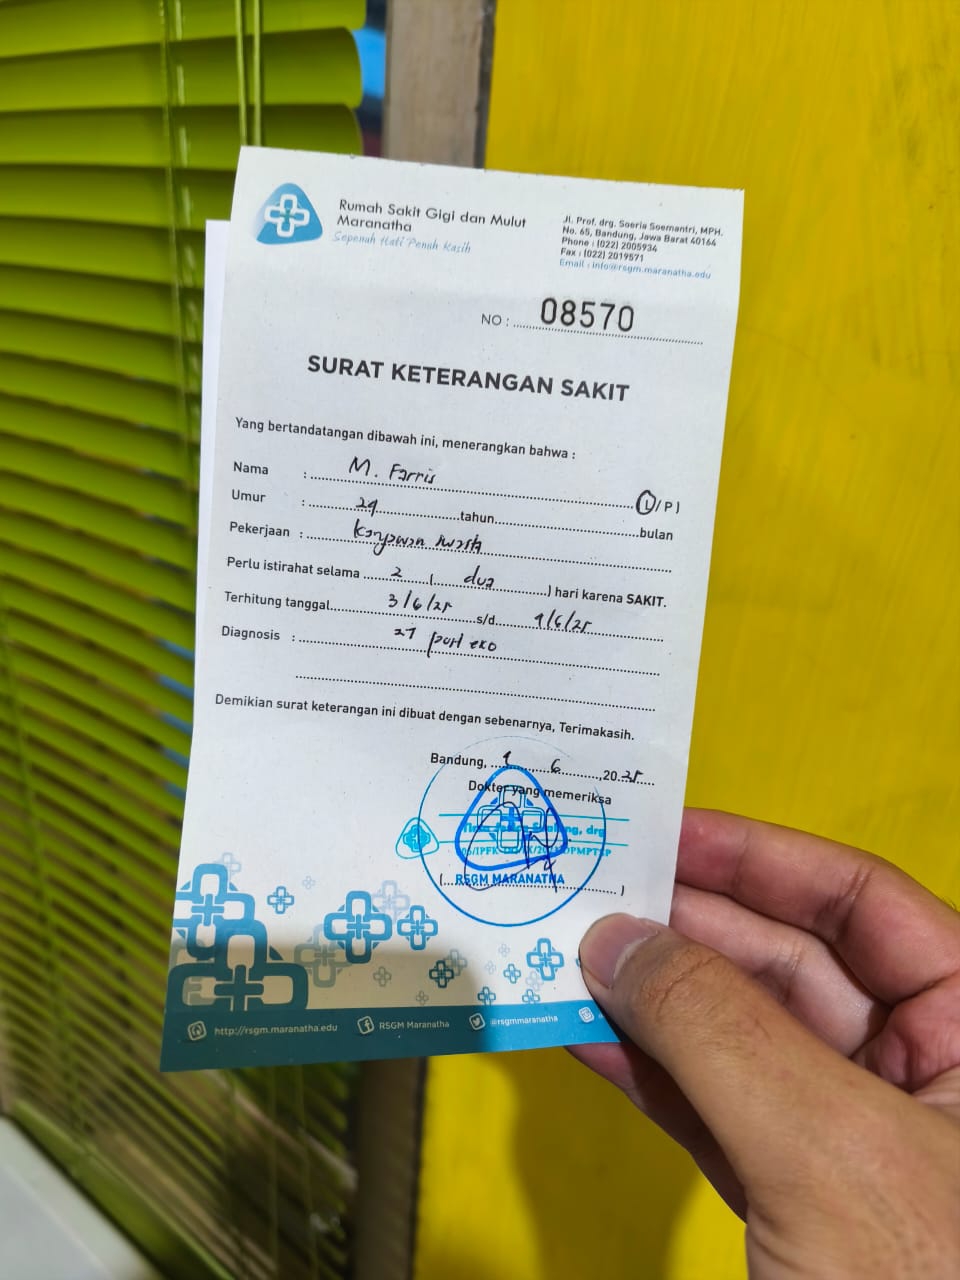 Rumah Sakit Gigi dan Mulut
Maranatha
Sepenuh Hati Penuh Kasih
Jl. Prof. drg. Soeria Soemantri, MPH.
No. 65, Bandung, Jawa Barat 40164
Phone : (022) 2005934
Fax : (022) 2019571
Email : info@rsgm.maranatha.edu
NO : 08570
SURAT KETERANGAN SAKIT
Yang bertandatangan dibawah ini, menerangkan bahwa :
Nama : M. Farris (L/P)
Umur : 29 tahun bulan
Pekerjaan : Karyawan swasta
Perlu istirahat selama 2 ( dua ) hari karena SAKIT.
Terhitung tanggal 3/6/25 s/d 4/6/25
Diagnosis : post exo
Demikian surat keterangan ini dibuat dengan sebenarnya, Terimakasih.
Bandung, 6, 2025
Dokter yang memeriksa
drg
RSGM MARANATHA
http://rsgm.maranatha.edu
RSGM Maranatha
@rsgmmaranatha